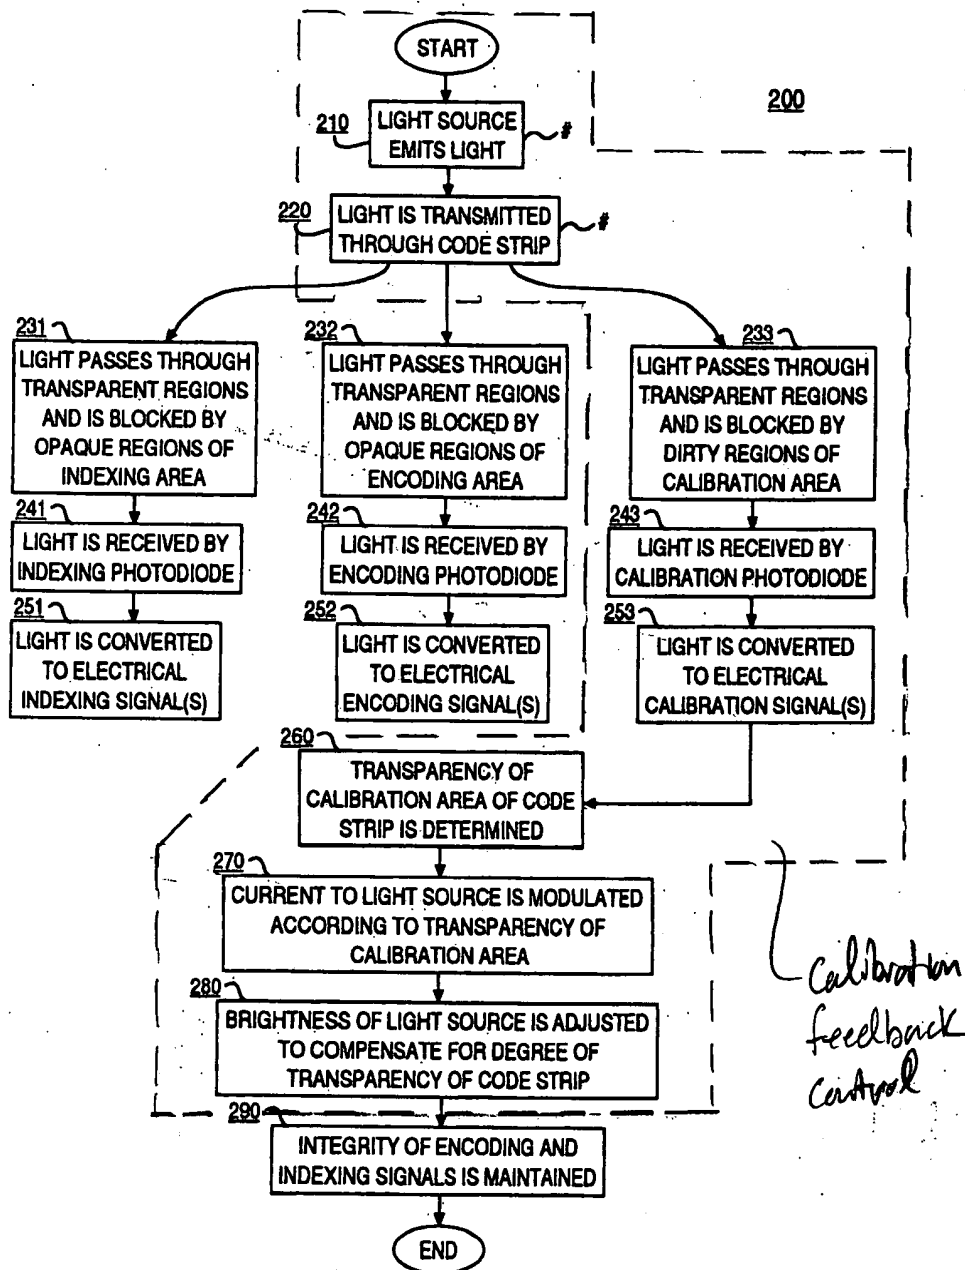 START
200
210
LIGHT SOURCE
EMITS LIGHT
#
220
LIGHT IS TRANSMITTED
THROUGH CODE STRIP
#
231
LIGHT PASSES THROUGH
TRANSPARENT REGIONS
AND IS BLOCKED BY
OPAQUE REGIONS OF
INDEXING AREA
232
LIGHT PASSES THROUGH
TRANSPARENT REGIONS
AND IS BLOCKED BY
OPAQUE REGIONS OF
ENCODING AREA
233
LIGHT PASSES THROUGH
TRANSPARENT REGIONS
AND IS BLOCKED BY
DIRTY REGIONS OF
CALIBRATION AREA
241
LIGHT IS RECEIVED BY
INDEXING PHOTODIODE
242
LIGHT IS RECEIVED BY
ENCODING PHOTODIODE
243
LIGHT IS RECEIVED BY
CALIBRATION PHOTODIODE
251
LIGHT IS CONVERTED
TO ELECTRICAL
INDEXING SIGNAL(S)
252
LIGHT IS CONVERTED
TO ELECTRICAL
ENCODING SIGNAL(S)
253
LIGHT IS CONVERTED
TO ELECTRICAL
CALIBRATION SIGNAL(S)
260
TRANSPARENCY OF
CALIBRATION AREA OF CODE
STRIP IS DETERMINED
270
CURRENT TO LIGHT SOURCE IS MODULATED
ACCORDING TO TRANSPARENCY OF
CALIBRATION AREA
280
BRIGHTNESS OF LIGHT SOURCE IS ADJUSTED
TO COMPENSATE FOR DEGREE OF
TRANSPARENCY OF CODE STRIP
Calibration
feedback
control
290
INTEGRITY OF ENCODING AND
INDEXING SIGNALS IS MAINTAINED
END